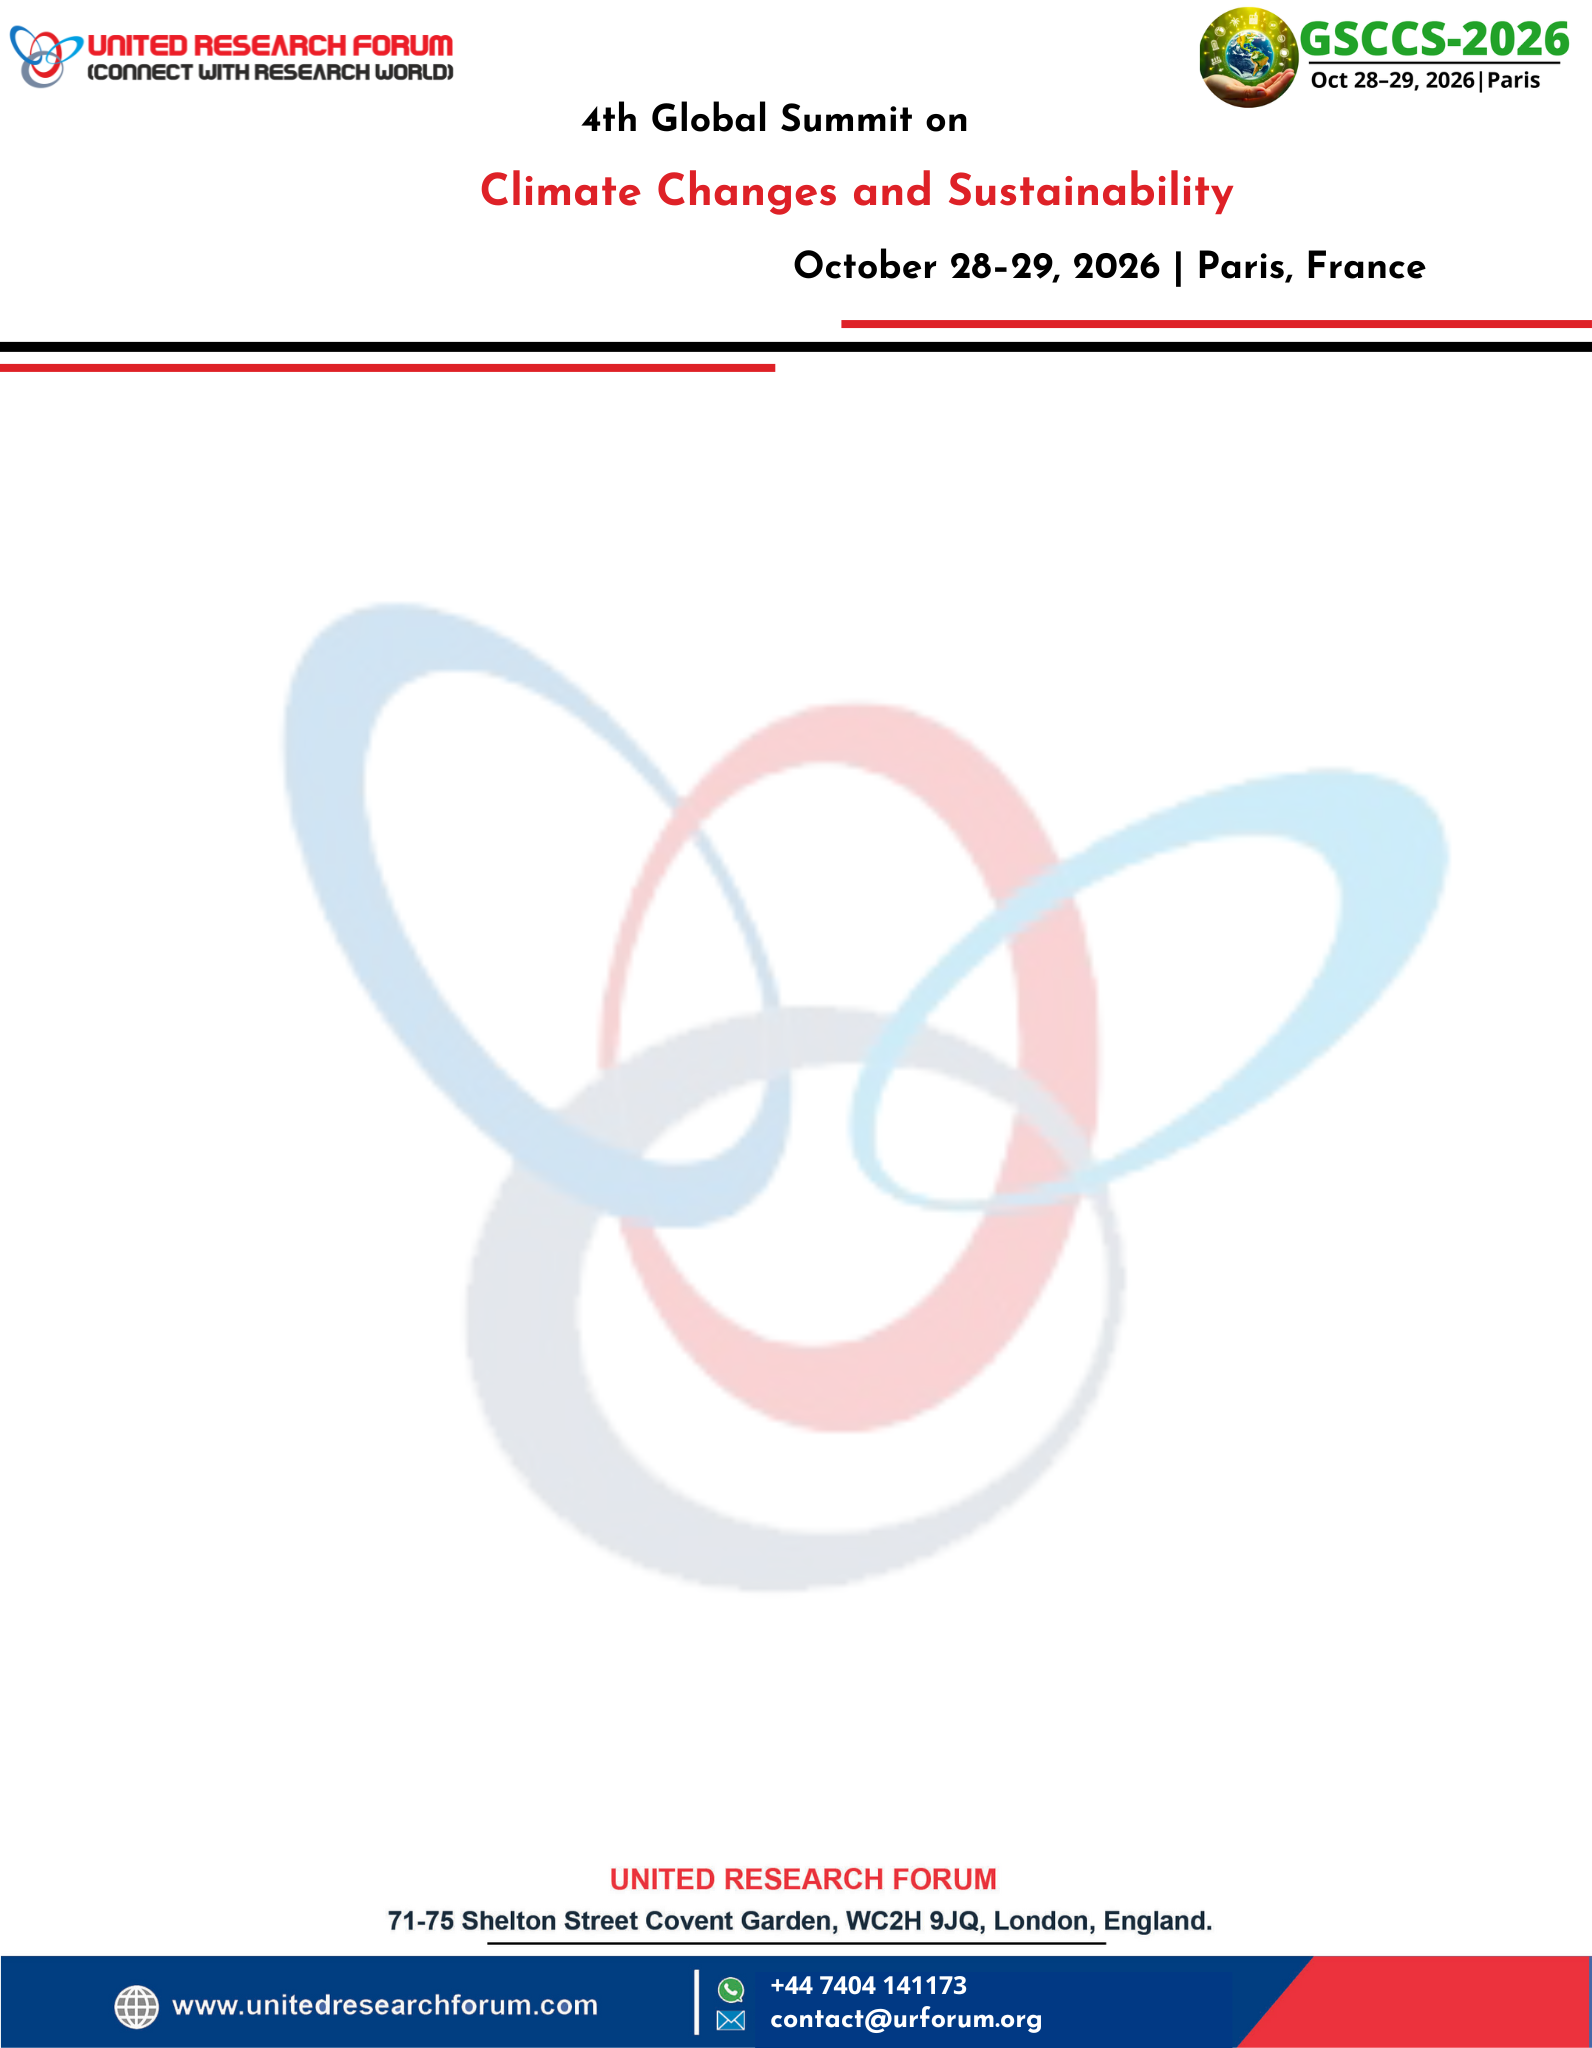 UNITED RESEARCH FORUM
(CONNECT WITH RESEARCH WORLD)
GSCCS-2026
Oct 28–29, 2026|Paris
4th Global Summit on
Climate Changes and Sustainability
October 28–29, 2026 | Paris, France
UNITED RESEARCH FORUM
71-75 Shelton Street Covent Garden, WC2H 9JQ, London, England.
www.unitedresearchforum.com
+44 7404 141173
contact@urforum.org